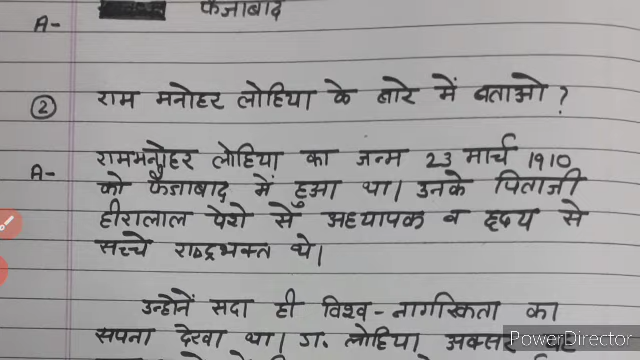 A- फैजाबाद
② राम मनोहर लोहिया के बारे में बताओ ?
A- राममनोहर लोहिया का जन्म 23 मार्च 1910
को फैजाबाद में हुआ था। उनके पिताजी
हीरालाल पेशे से अध्यापक व हृदय से
सच्चे राष्ट्रभक्त थे।
उन्होनें सदा ही विश्व-नागरिकता का
सपना देखा था। डा. लोहिया अक्सर
PowerDirector